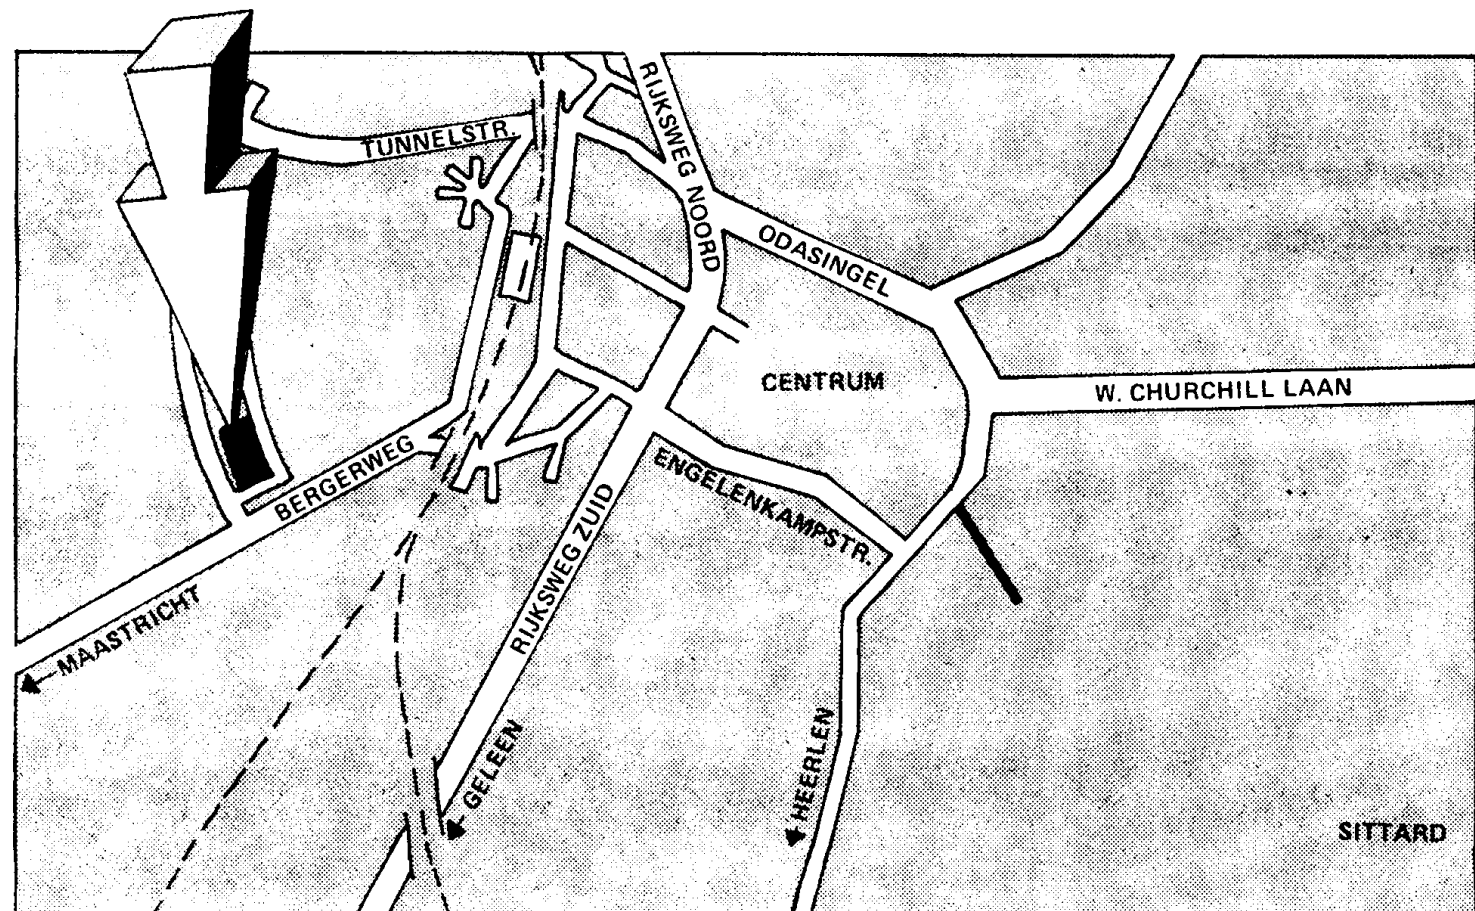 RIJKSWEG NOORD
TUNNELSTR.
ODASINGEL
CENTRUM
W. CHURCHILL LAAN
BERGERWEG
ENGELENKAMPSTR.
RIJKSWEG ZUID
MAASTRICHT
GELEEN
HEERLEN
SITTARD